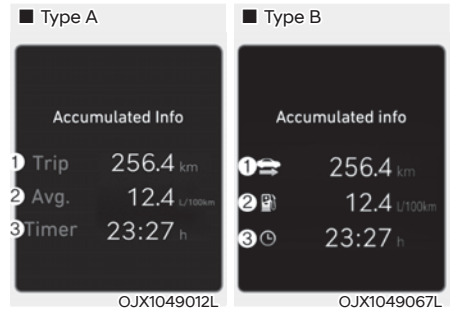 ■ Type A
Accumulated Info
1 Trip 256.4 km
2 Avg. 12.4 L/100km
3 Timer 23:27 h
OJX1049012L
■ Type B
Accumulated info
1 256.4 km
2 12.4 L/100km
3 23:27 h
OJX1049067L